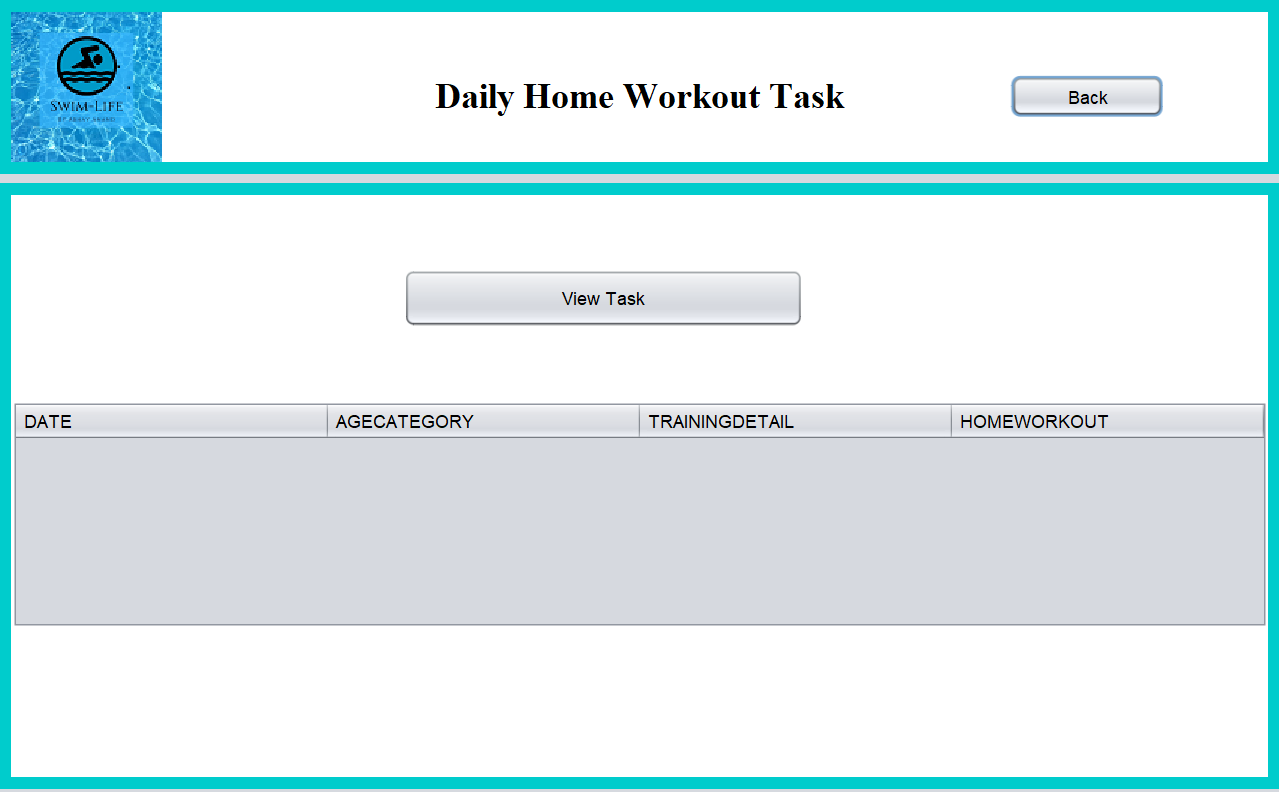 SWIM-LIFE
Daily Home Workout Task
Back
View Task
DATE AGECATEGORY TRAININGDETAIL HOMEWORKOUT